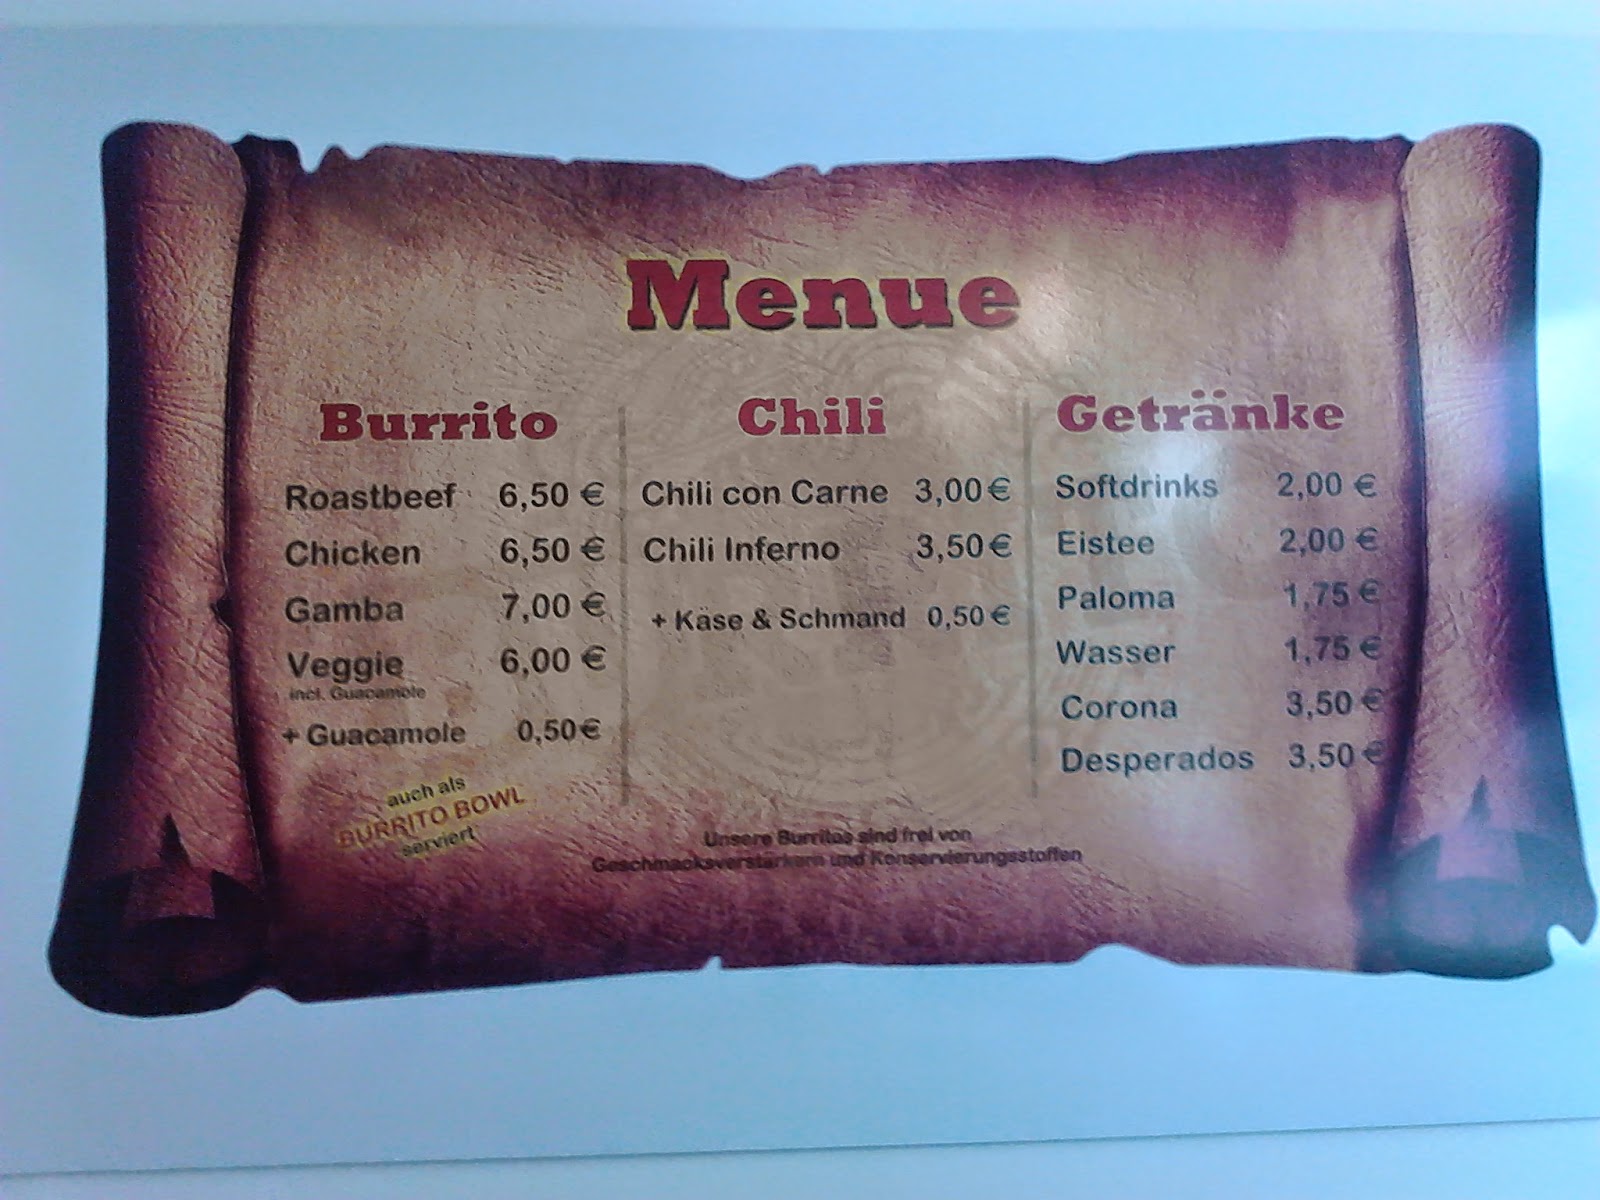 Menue
Burrito
Roastbeef 6,50 €
Chicken 6,50 €
Gamba 7,00 €
Veggie 6,00 €
incl. Guacamole
+ Guacamole 0,50€
auch als
BURRITO BOWL
serviert
Chili
Chili con Carne 3,00€
Chili Inferno 3,50€
+ Käse & Schmand 0,50€
Getränke
Softdrinks 2,00 €
Eistee 2,00 €
Paloma 1,75 €
Wasser 1,75 €
Corona 3,50 €
Desperados 3,50 €
Unsere Burritos sind frei von
Geschmacksverstärkern und Konservierungsstoffen